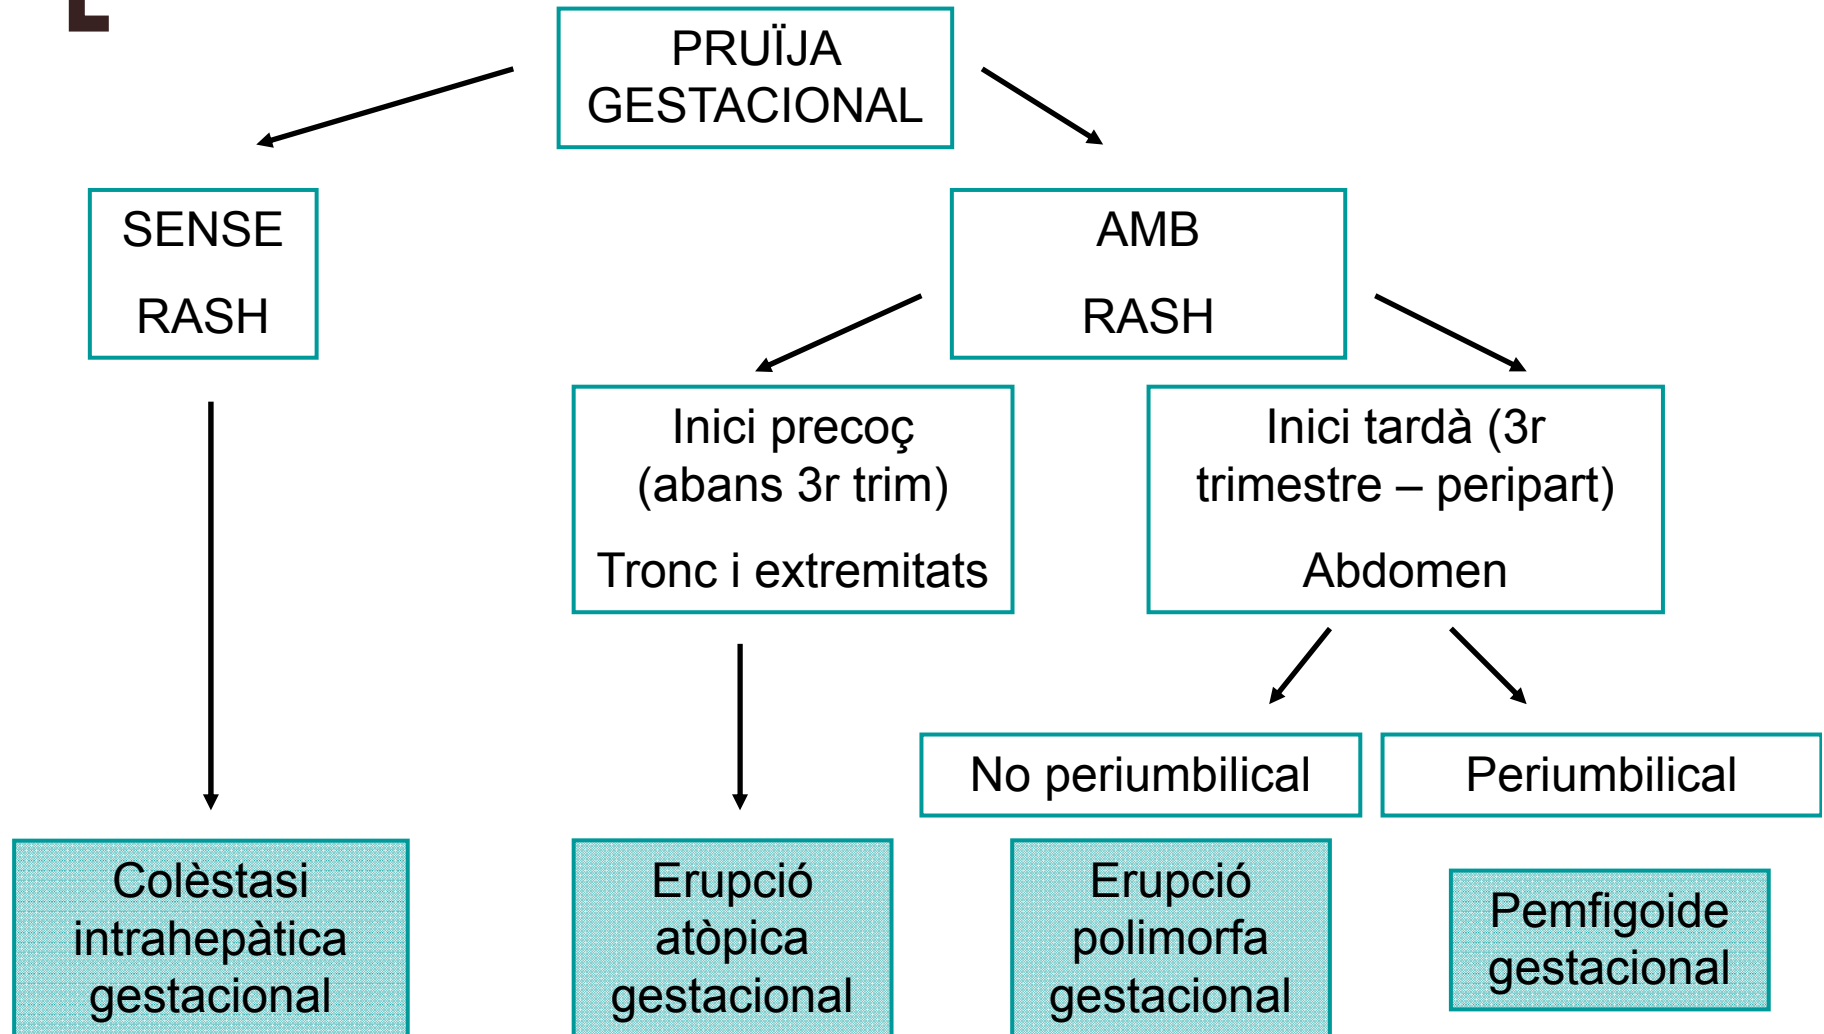 PRUÏJA
GESTACIONAL
SENSE
RASH
AMB
RASH
Inici precoç
(abans 3r trim)
Tronc i extremitats
Inici tardà (3r
trimestre – peripart)
Abdomen
No periumbilical
Periumbilical
Colèstasi
intrahepàtica
gestacional
Erupció
atòpica
gestacional
Erupció
polimorfa
gestacional
Pemfigoide
gestacional